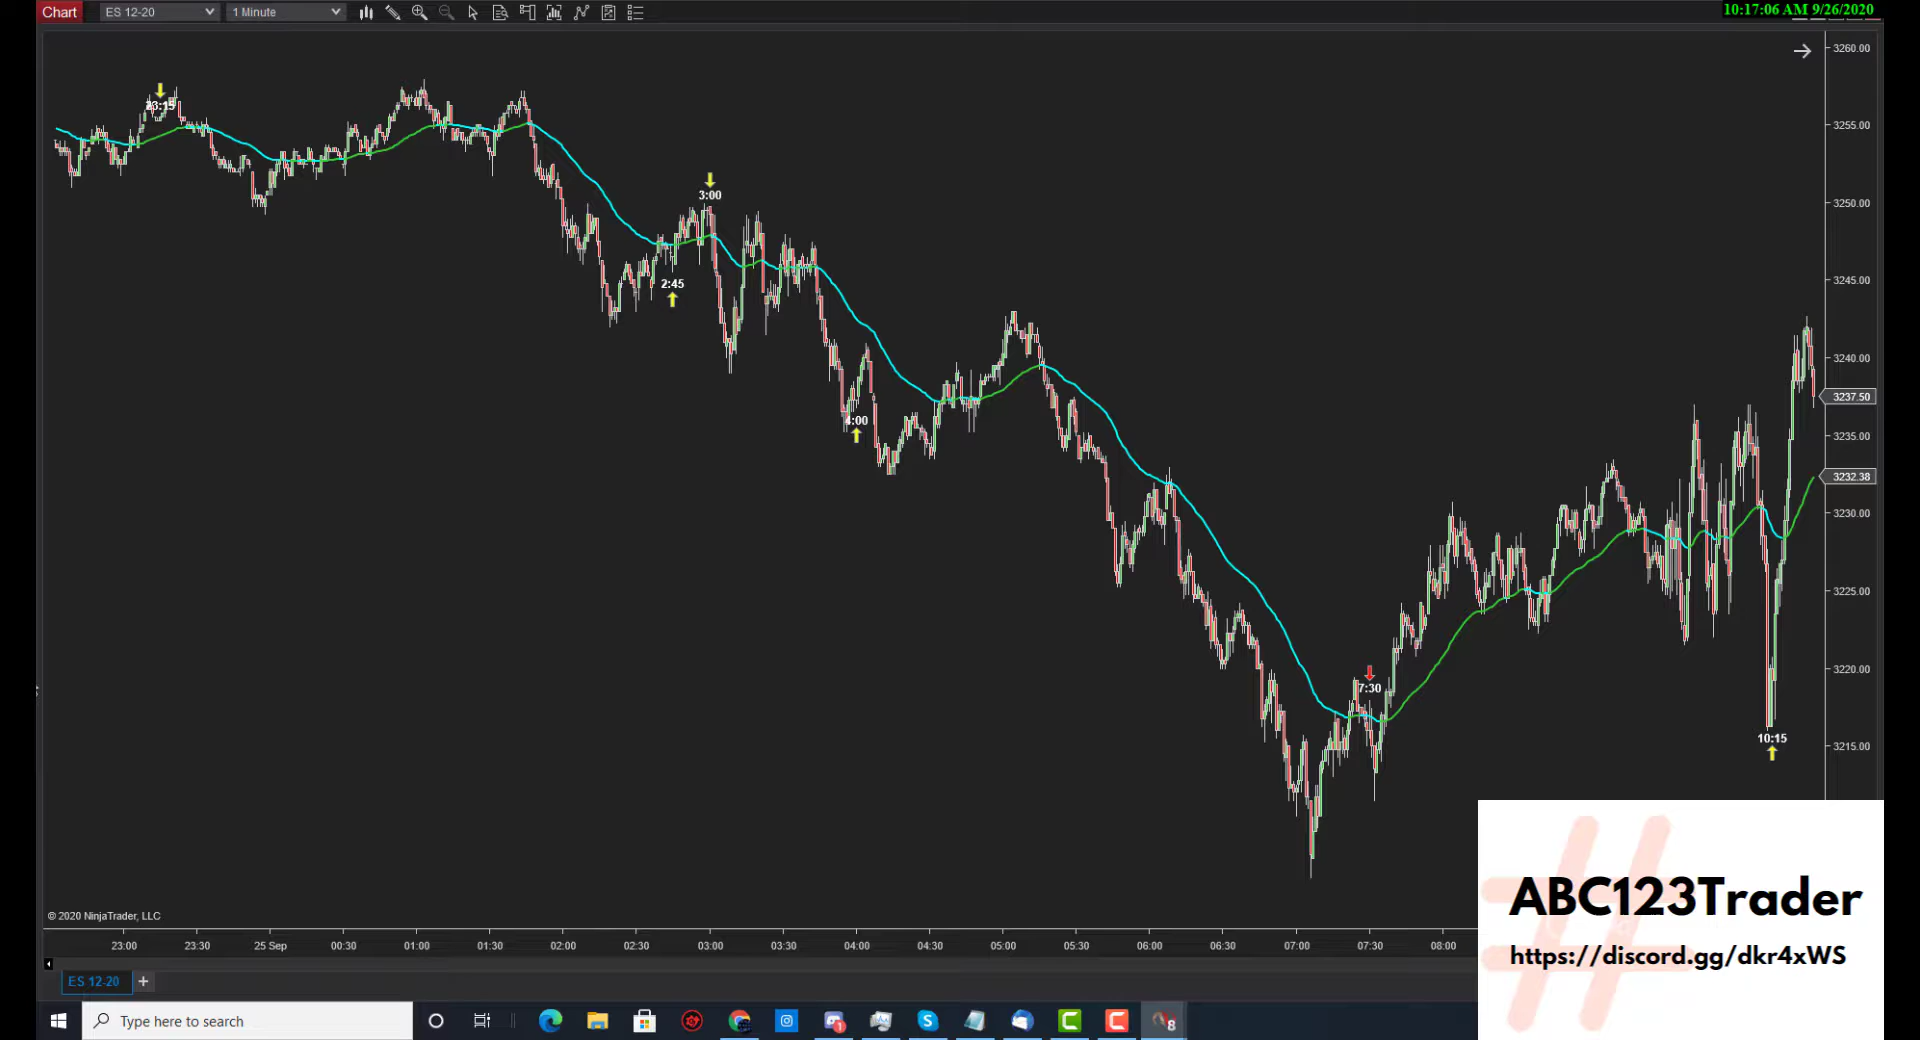 Chart ES 12-20 1 Minute 10:17:06 AM 9/26/2020
3260.00
23:15
3255.00
3:00
3250.00
2:45
3245.00
3240.00
3237.50
4:00
3235.00
3232.38
3230.00
3225.00
3220.00
7:30
10:15
3215.00
ABC123Trader
© 2020 NinjaTrader, LLC
23:00 23:30 25 Sep 00:30 01:00 01:30 02:00 02:30 03:00 03:30 04:00 04:30 05:00 05:30 06:00 06:30 07:00 07:30 08:00
https://discord.gg/dkr4xWS
ES 12-20 +
Type here to search
1
8